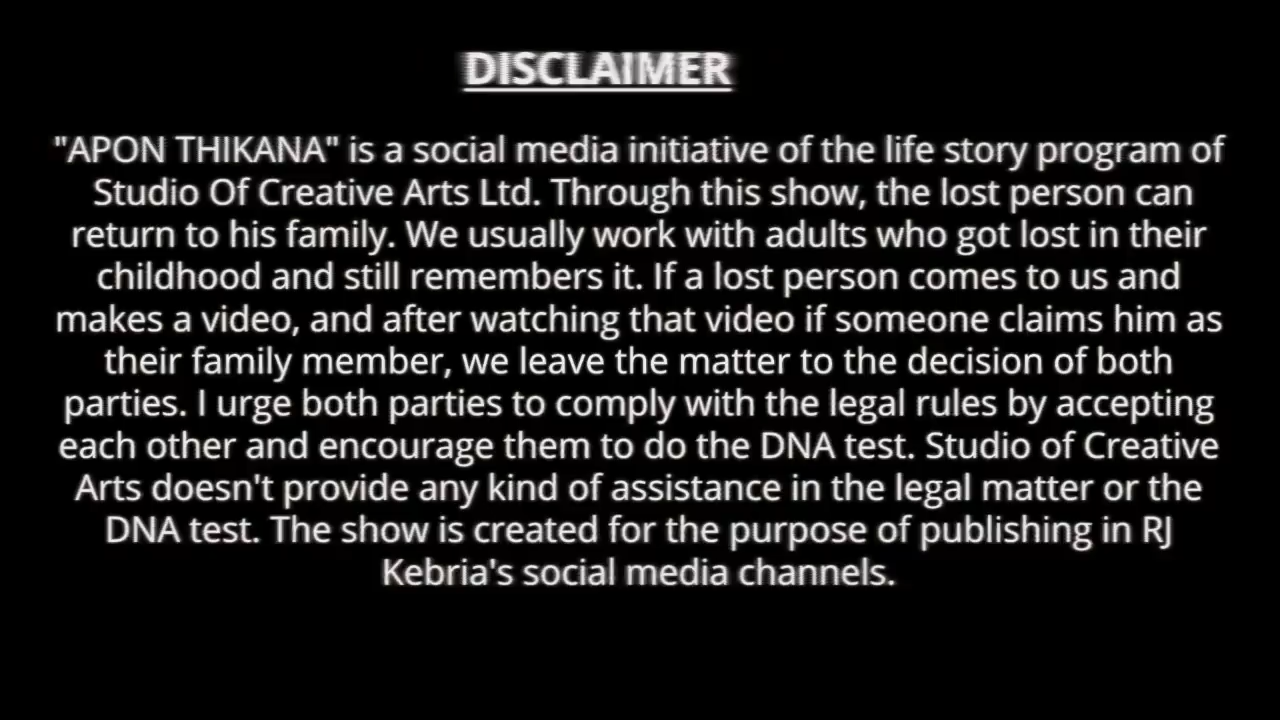 DISCLAIMER
"APON THIKANA" is a social media initiative of the life story program of
Studio Of Creative Arts Ltd. Through this show, the lost person can
return to his family. We usually work with adults who got lost in their
childhood and still remembers it. If a lost person comes to us and
makes a video, and after watching that video if someone claims him as
their family member, we leave the matter to the decision of both
parties. I urge both parties to comply with the legal rules by accepting
each other and encourage them to do the DNA test. Studio of Creative
Arts doesn't provide any kind of assistance in the legal matter or the
DNA test. The show is created for the purpose of publishing in RJ
Kebria's social media channels.